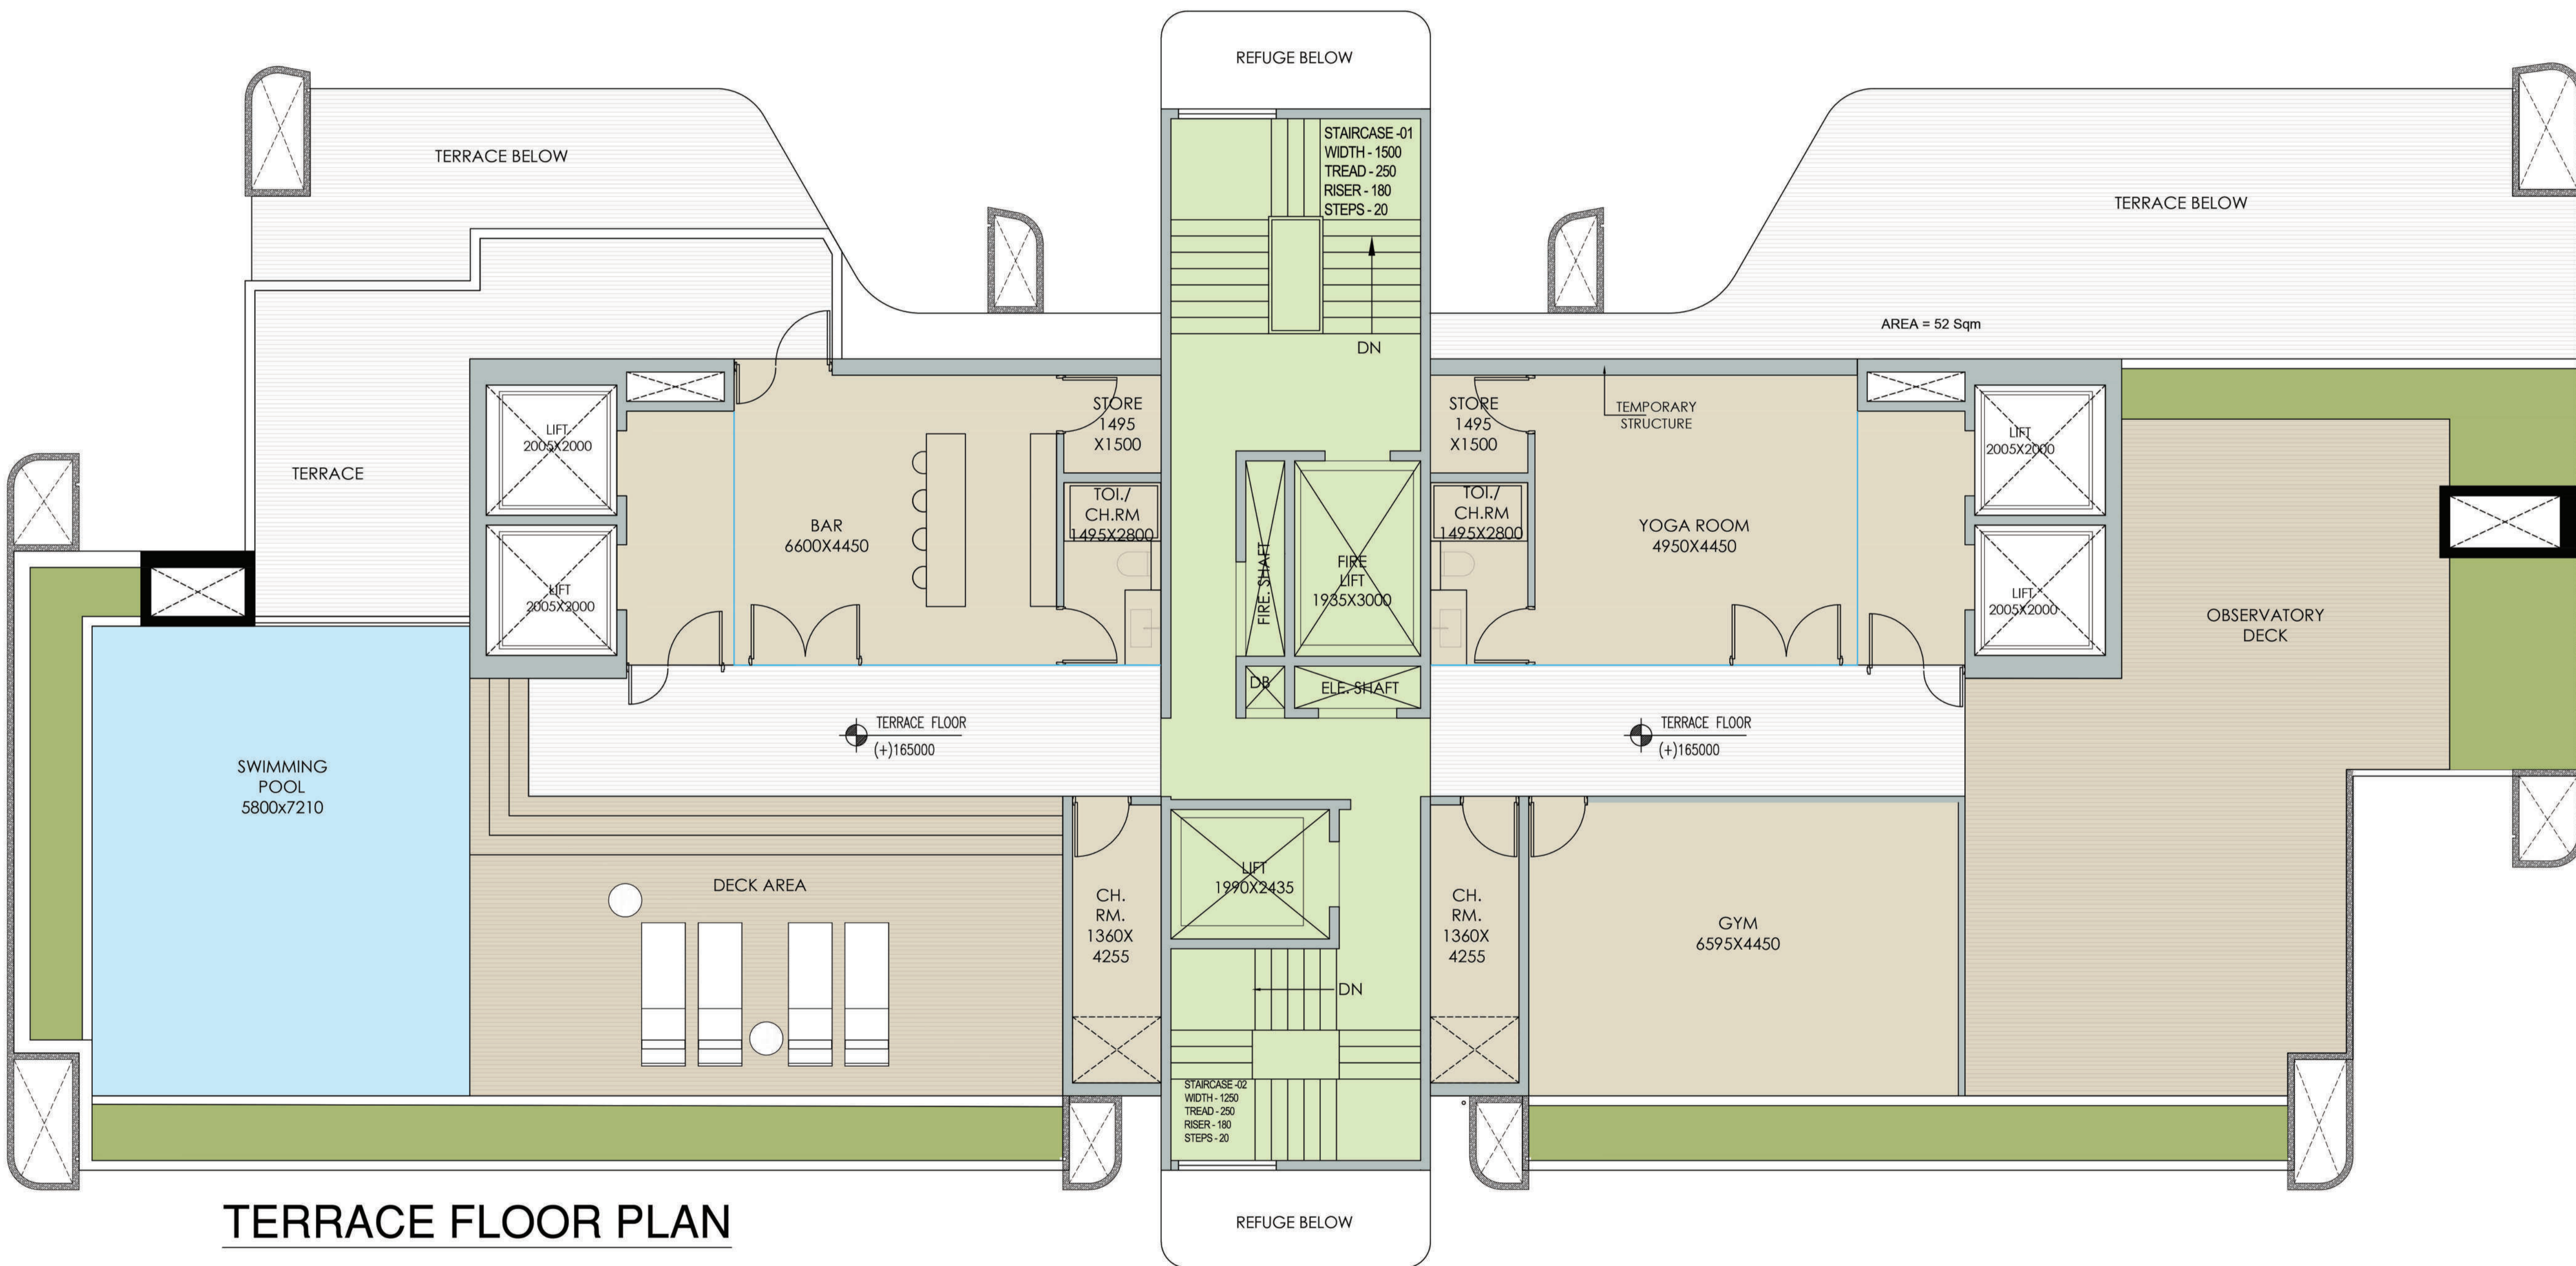 REFUGE BELOW
STAIRCASE -01
WIDTH - 1500
TREAD - 250
RISER - 180
STEPS - 20
TERRACE BELOW
TERRACE BELOW
AREA = 52 Sqm
DN
LIFT
2005X2000
STORE
1495
X1500
STORE
1495
X1500
TEMPORARY
STRUCTURE
LIFT
2005X2000
TERRACE
BAR
6600X4450
TOI./
CH.RM
1495X2800
TOI./
CH.RM
1495X2800
YOGA ROOM
4950X4450
FIRE. SHAFT
FIRE
LIFT
1935X3000
LIFT
2005X2000
LIFT
2005X2000
OBSERVATORY
DECK
DB
ELE. SHAFT
TERRACE FLOOR
(+)165000
TERRACE FLOOR
(+)165000
SWIMMING
POOL
5800x7210
DECK AREA
CH.
RM.
1360X
4255
LIFT
1990X2435
CH.
RM.
1360X
4255
GYM
6595X4450
DN
STAIRCASE -02
WIDTH - 1250
TREAD - 250
RISER - 180
STEPS - 20
REFUGE BELOW
TERRACE FLOOR PLAN